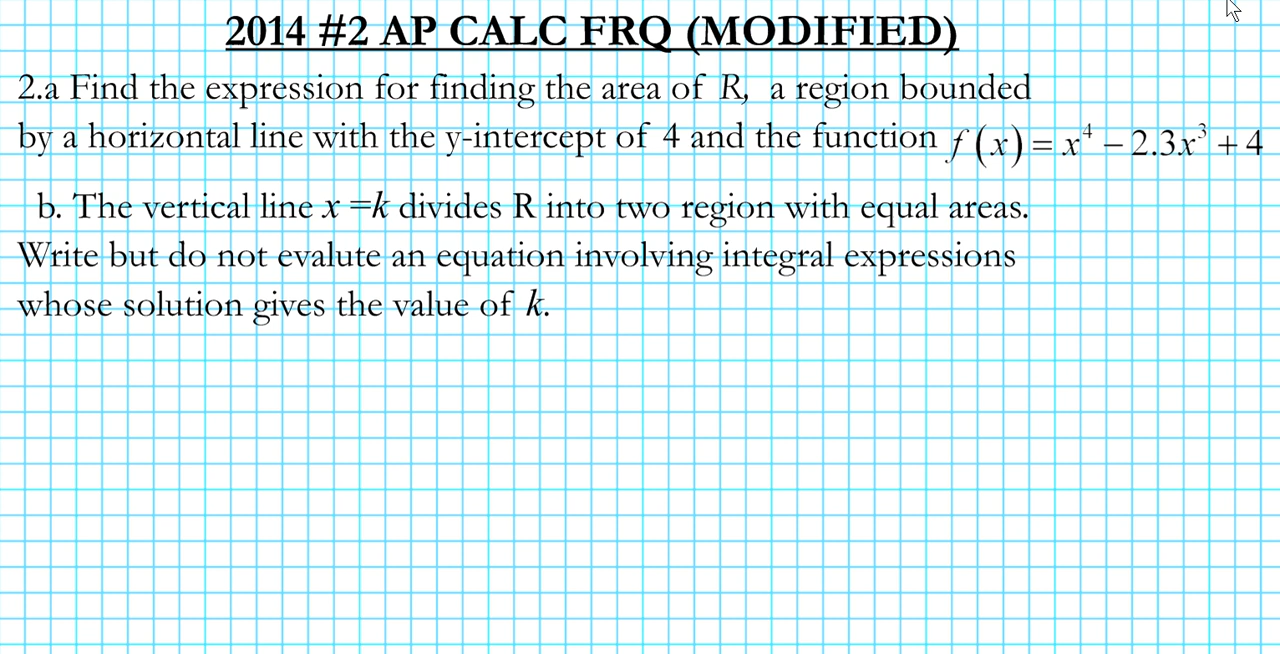 2014 #2 AP CALC FRQ (MODIFIED)
2.a Find the expression for finding the area of R, a region bounded
by a horizontal line with the y-intercept of 4 and the function f(x) = x⁴ − 2.3x³ + 4
b. The vertical line x =k divides R into two region with equal areas.
Write but do not evalute an equation involving integral expressions
whose solution gives the value of k.